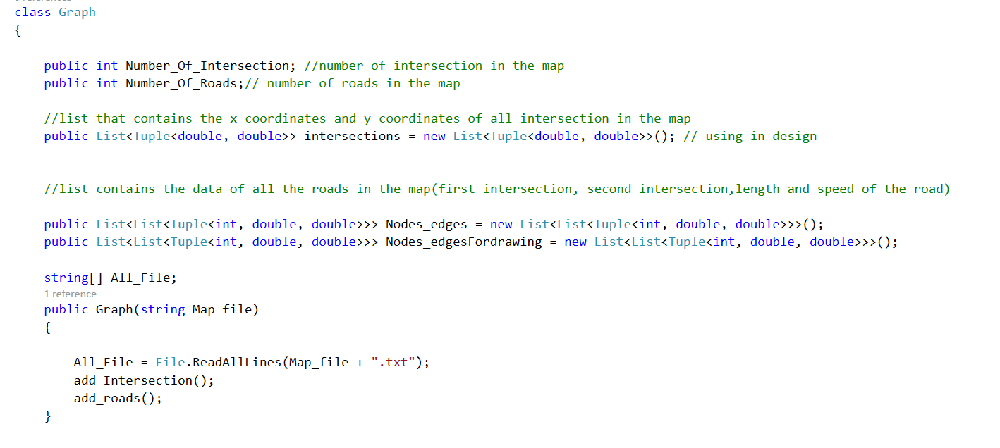 class Graph
{
public int Number_Of_Intersection; //number of intersection in the map
public int Number_Of_Roads;// number of roads in the map
//list that contains the x_coordinates and y_coordinates of all intersection in the map
public List<Tuple<double, double>> intersections = new List<Tuple<double, double>>(); // using in design
//list contains the data of all the roads in the map(first intersection, second intersection,length and speed of the road)
public List<List<Tuple<int, double, double>>> Nodes_edges = new List<List<Tuple<int, double, double>>>();
public List<List<Tuple<int, double, double>>> Nodes_edgesFordrawing = new List<List<Tuple<int, double, double>>>();
string[] All_File;
1 reference
public Graph(string Map_file)
{
All_File = File.ReadAllLines(Map_file + ".txt");
add_Intersection();
add_roads();
}